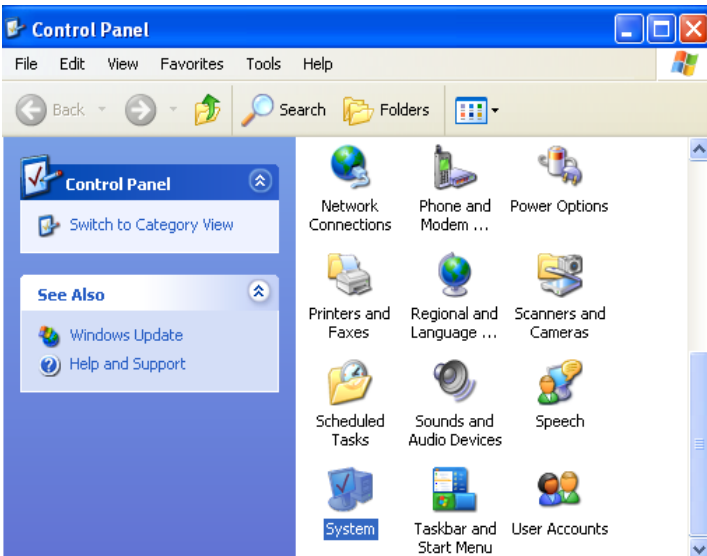 Control Panel
File Edit View Favorites Tools Help
Back Search Folders
Control Panel
Switch to Category View
See Also
Windows Update
Help and Support
Network
Connections
Phone and
Modem ...
Power Options
Printers and
Faxes
Regional and
Language ...
Scanners and
Cameras
Scheduled
Tasks
Sounds and
Audio Devices
Speech
System
Taskbar and
Start Menu
User Accounts